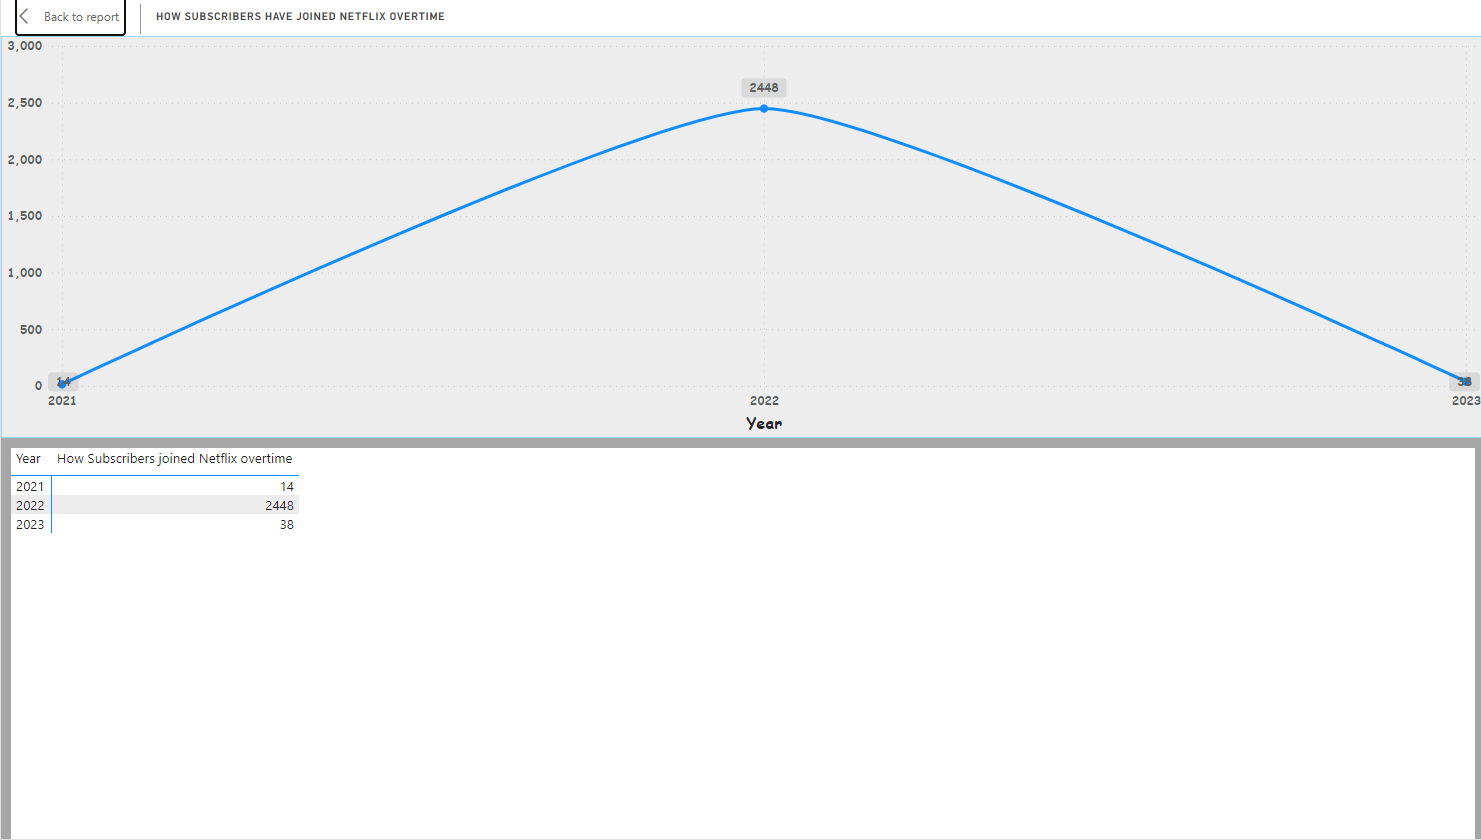 Back to report
HOW SUBSCRIBERS HAVE JOINED NETFLIX OVERTIME
3,000
2448
2,500
2,000
1,500
1,000
500
0
14
38
2021 2022 2023
Year
Year How Subscribers joined Netflix overtime
2021 14
2022 2448
2023 38